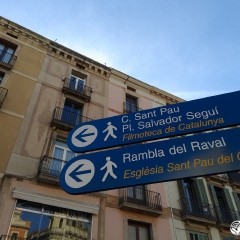 C. Sant Pau
Pl. Salvador Seguí
Filmoteca de Catalunya
Rambla del Raval
Església Sant Pau del C